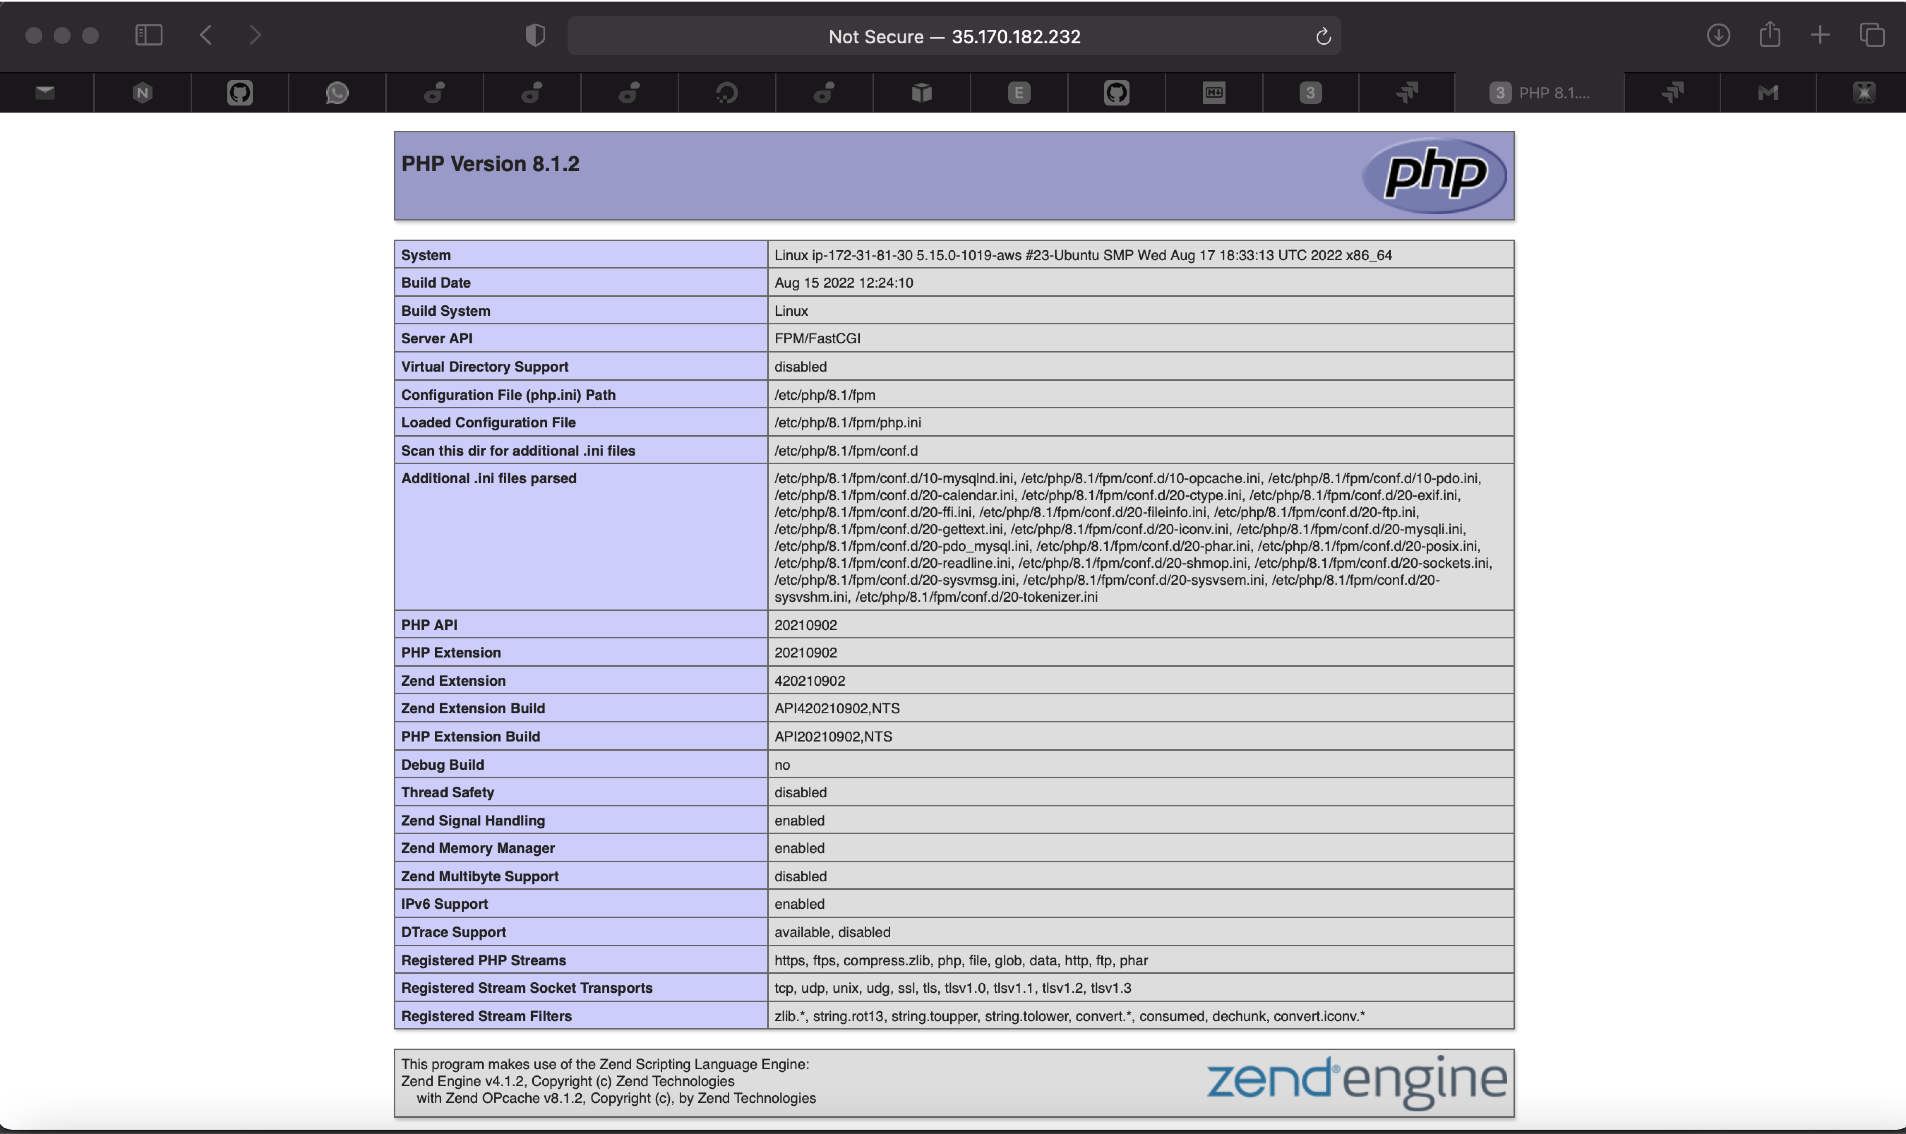 Not Secure — 35.170.182.232
N
E
M↓
3
3 PHP 8.1....
PHP Version 8.1.2
php
System Linux ip-172-31-81-30 5.15.0-1019-aws #23-Ubuntu SMP Wed Aug 17 18:33:13 UTC 2022 x86_64
Build Date Aug 15 2022 12:24:10
Build System Linux
Server API FPM/FastCGI
Virtual Directory Support disabled
Configuration File (php.ini) Path /etc/php/8.1/fpm
Loaded Configuration File /etc/php/8.1/fpm/php.ini
Scan this dir for additional .ini files /etc/php/8.1/fpm/conf.d
Additional .ini files parsed /etc/php/8.1/fpm/conf.d/10-mysqlnd.ini, /etc/php/8.1/fpm/conf.d/10-opcache.ini, /etc/php/8.1/fpm/conf.d/10-pdo.ini,
/etc/php/8.1/fpm/conf.d/20-calendar.ini, /etc/php/8.1/fpm/conf.d/20-ctype.ini, /etc/php/8.1/fpm/conf.d/20-exif.ini,
/etc/php/8.1/fpm/conf.d/20-ffi.ini, /etc/php/8.1/fpm/conf.d/20-fileinfo.ini, /etc/php/8.1/fpm/conf.d/20-ftp.ini,
/etc/php/8.1/fpm/conf.d/20-gettext.ini, /etc/php/8.1/fpm/conf.d/20-iconv.ini, /etc/php/8.1/fpm/conf.d/20-mysqli.ini,
/etc/php/8.1/fpm/conf.d/20-pdo_mysql.ini, /etc/php/8.1/fpm/conf.d/20-phar.ini, /etc/php/8.1/fpm/conf.d/20-posix.ini,
/etc/php/8.1/fpm/conf.d/20-readline.ini, /etc/php/8.1/fpm/conf.d/20-shmop.ini, /etc/php/8.1/fpm/conf.d/20-sockets.ini,
/etc/php/8.1/fpm/conf.d/20-sysvmsg.ini, /etc/php/8.1/fpm/conf.d/20-sysvsem.ini, /etc/php/8.1/fpm/conf.d/20-
sysvshm.ini, /etc/php/8.1/fpm/conf.d/20-tokenizer.ini
PHP API 20210902
PHP Extension 20210902
Zend Extension 420210902
Zend Extension Build API420210902,NTS
PHP Extension Build API20210902,NTS
Debug Build no
Thread Safety disabled
Zend Signal Handling enabled
Zend Memory Manager enabled
Zend Multibyte Support disabled
IPv6 Support enabled
DTrace Support available, disabled
Registered PHP Streams https, ftps, compress.zlib, php, file, glob, data, http, ftp, phar
Registered Stream Socket Transports tcp, udp, unix, udg, ssl, tls, tlsv1.0, tlsv1.1, tlsv1.2, tlsv1.3
Registered Stream Filters zlib.*, string.rot13, string.toupper, string.tolower, convert.*, consumed, dechunk, convert.iconv.*
This program makes use of the Zend Scripting Language Engine:
Zend Engine v4.1.2, Copyright (c) Zend Technologies
with Zend OPcache v8.1.2, Copyright (c), by Zend Technologies
zend® engine